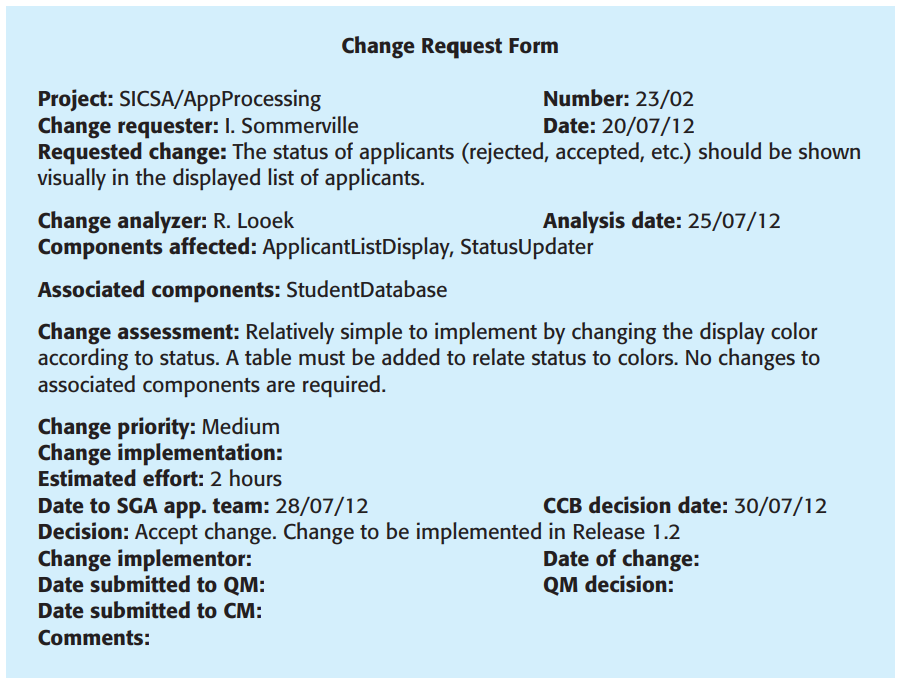 Change Request Form
Project: SICSA/AppProcessing Number: 23/02
Change requester: I. Sommerville Date: 20/07/12
Requested change: The status of applicants (rejected, accepted, etc.) should be shown
visually in the displayed list of applicants.
Change analyzer: R. Looek Analysis date: 25/07/12
Components affected: ApplicantListDisplay, StatusUpdater
Associated components: StudentDatabase
Change assessment: Relatively simple to implement by changing the display color
according to status. A table must be added to relate status to colors. No changes to
associated components are required.
Change priority: Medium
Change implementation:
Estimated effort: 2 hours
Date to SGA app. team: 28/07/12 CCB decision date: 30/07/12
Decision: Accept change. Change to be implemented in Release 1.2
Change implementor: Date of change:
Date submitted to QM: QM decision:
Date submitted to CM:
Comments: